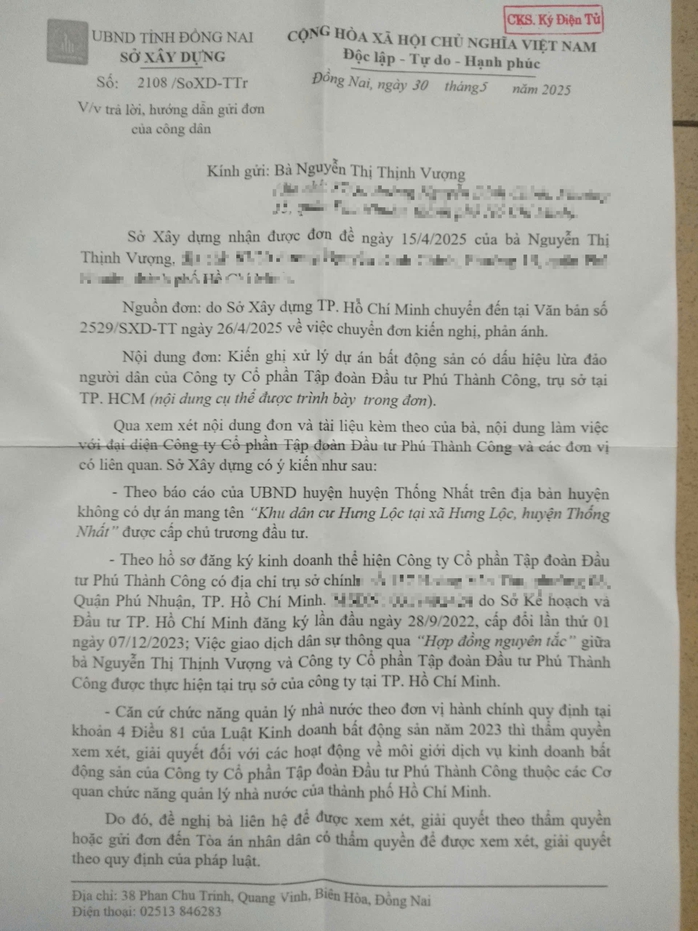 CKS. Ký Điện Tử
UBND TỈNH ĐỒNG NAI
SỞ XÂY DỰNG
Số: 2108 /SoXD-TTr
V/v trả lời, hướng dẫn gửi đơn
của công dân
CỘNG HÒA XÃ HỘI CHỦ NGHĨA VIỆT NAM
Độc lập - Tự do - Hạnh phúc
Đồng Nai, ngày 30 tháng5 năm 2025
Kính gửi: Bà Nguyễn Thị Thịnh Vượng
Sở Xây dựng nhận được đơn đề ngày 15/4/2025 của bà Nguyễn Thị
Thịnh Vượng,
Nguồn đơn: do Sở Xây dựng TP. Hồ Chí Minh chuyển đến tại Văn bản số
2529/SXD-TT ngày 26/4/2025 về việc chuyển đơn kiến nghị, phản ánh.
Nội dung đơn: Kiến nghị xử lý dự án bất động sản có dấu hiệu lừa đảo
người dân của Công ty Cổ phần Tập đoàn Đầu tư Phú Thành Công, trụ sở tại
TP. HCM (nội dung cụ thể được trình bày trong đơn).
Qua xem xét nội dung đơn và tài liệu kèm theo của bà, nội dung làm việc
với đại diện Công ty Cổ phần Tập đoàn Đầu tư Phú Thành Công và các đơn vị
có liên quan. Sở Xây dựng có ý kiến như sau:
- Theo báo cáo của UBND huyện huyện Thống Nhất trên địa bàn huyện
không có dự án mang tên “Khu dân cư Hưng Lộc tại xã Hưng Lộc, huyện Thống
Nhất” được cấp chủ trương đầu tư.
- Theo hồ sơ đăng ký kinh doanh thể hiện Công ty Cổ phần Tập đoàn Đầu
tư Phú Thành Công có địa chỉ trụ sở chính
Quận Phú Nhuận, TP. Hồ Chí Minh. do Sở Kế hoạch và
Đầu tư TP. Hồ Chí Minh đăng ký lần đầu ngày 28/9/2022, cấp đổi lần thứ 01
ngày 07/12/2023; Việc giao dịch dân sự thông qua “Hợp đồng nguyên tắc” giữa
bà Nguyễn Thị Thịnh Vượng và Công ty Cổ phần Tập đoàn Đầu tư Phú Thành
Công được thực hiện tại trụ sở của công ty tại TP. Hồ Chí Minh.
- Căn cứ chức năng quản lý nhà nước theo đơn vị hành chính quy định tại
khoản 4 Điều 81 của Luật Kinh doanh bất động sản năm 2023 thì thẩm quyền
xem xét, giải quyết đối với các hoạt động về môi giới dịch vụ kinh doanh bất
động sản của Công ty Cổ phần Tập đoàn Đầu tư Phú Thành Công thuộc các Cơ
quan chức năng quản lý nhà nước của thành phố Hồ Chí Minh.
Do đó, đề nghị bà liên hệ để được xem xét, giải quyết theo thẩm quyền
hoặc gửi đơn đến Tòa án nhân dân có thẩm quyền để được xem xét, giải quyết
theo quy định của pháp luật.
Địa chỉ: 38 Phan Chu Trinh, Quang Vinh, Biên Hòa, Đồng Nai
Điện thoại: 02513 846283